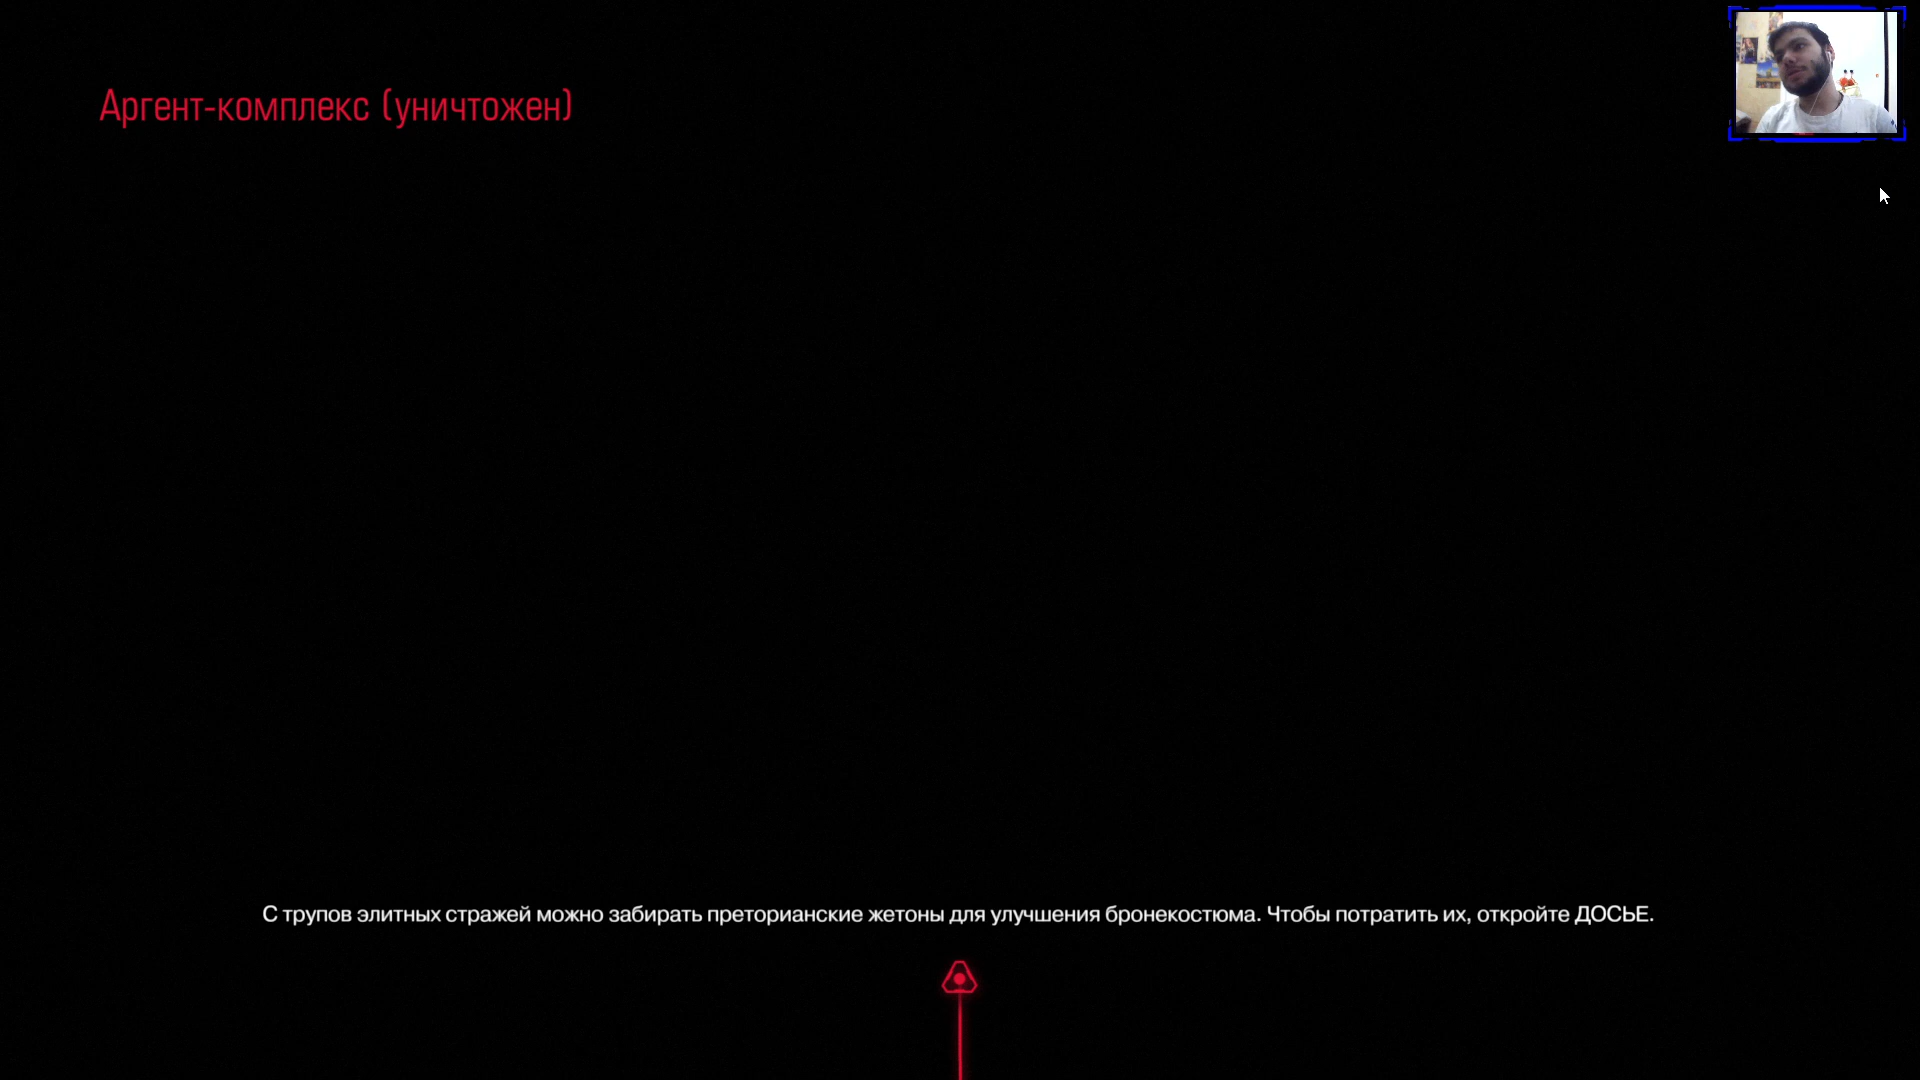 Аргент-комплекс (уничтожен)
С трупов элитных стражей можно забирать преторианские жетоны для улучшения бронекостюма. Чтобы потратить их, откройте ДОСЬЕ.